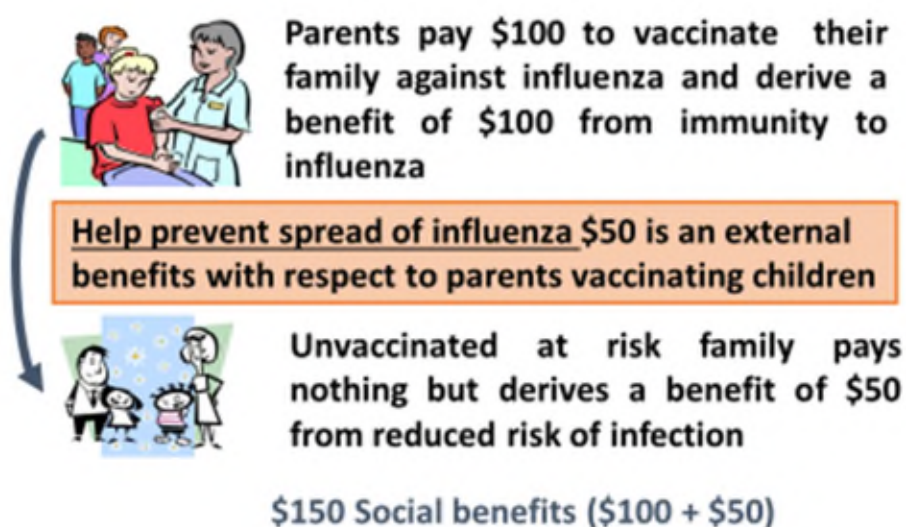 Parents pay $100 to vaccinate their
family against influenza and derive a
benefit of $100 from immunity to
influenza
Help prevent spread of influenza $50 is an external
benefits with respect to parents vaccinating children
Unvaccinated at risk family pays
nothing but derives a benefit of $50
from reduced risk of infection
$150 Social benefits ($100 + $50)